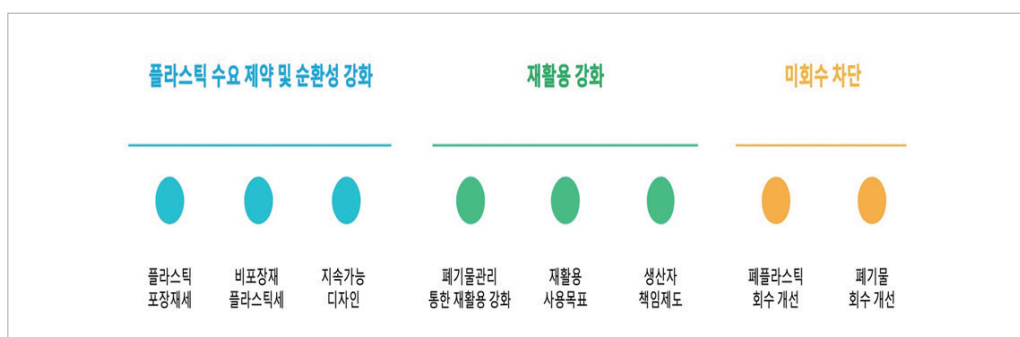 플라스틱 수요 제약 및 순환성 강화
재활용 강화
미회수 차단
플라스틱
포장재세
비포장재
플라스틱세
지속가능
디자인
폐기물관리
통한 재활용 강화
재활용
사용목표
생산자
책임제도
폐플라스틱
회수 개선
폐기물
회수 개선